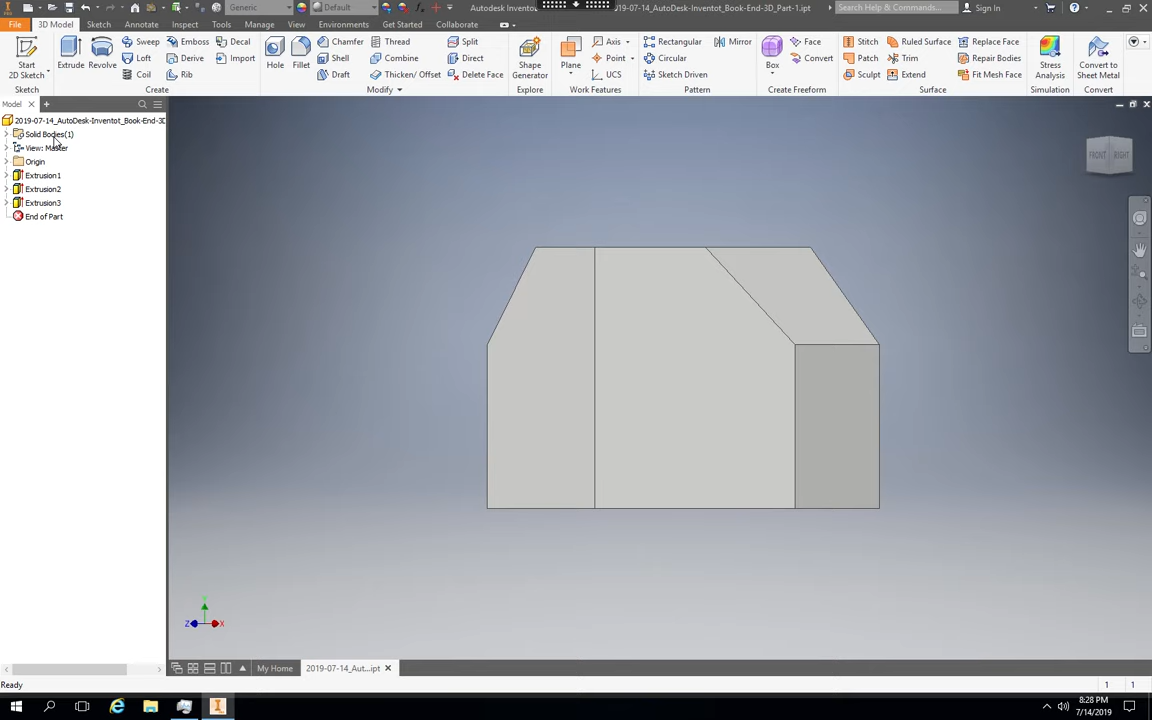 Generic Default Autodesk Inventor 2019-07-14_AutoDesk-Inventot_Book-End-3D_Part-1.ipt Search Help & Commands... Sign In
File 3D Model Sketch Annotate Inspect Tools Manage View Environments Get Started Collaborate
Start 2D Sketch Extrude Revolve Sweep Emboss Decal Hole Fillet Chamfer Thread Split Shape Generator Plane Axis Rectangular Mirror Box Face Stitch Ruled Surface Replace Face Stress Analysis Convert to Sheet Metal
Loft Derive Import Shell Combine Direct Point Circular Convert Patch Repair Bodies
Coil Rib Draft Thicken/ Offset Delete Face UCS Sketch Driven Sculpt Extend Fit Mesh Face
Sketch Create Modify Explore Work Features Pattern Create Freeform Surface Simulation Convert
Model
2019-07-14_AutoDesk-Inventot_Book-End-3D
Solid Bodies(1)
View: Master
Origin
Extrusion1
Extrusion2
Extrusion3
End of Part
FRONT RIGHT
Y
Z X
My Home 2019-07-14_Aut...ipt
Ready 1 1
8:28 PM
7/14/2019